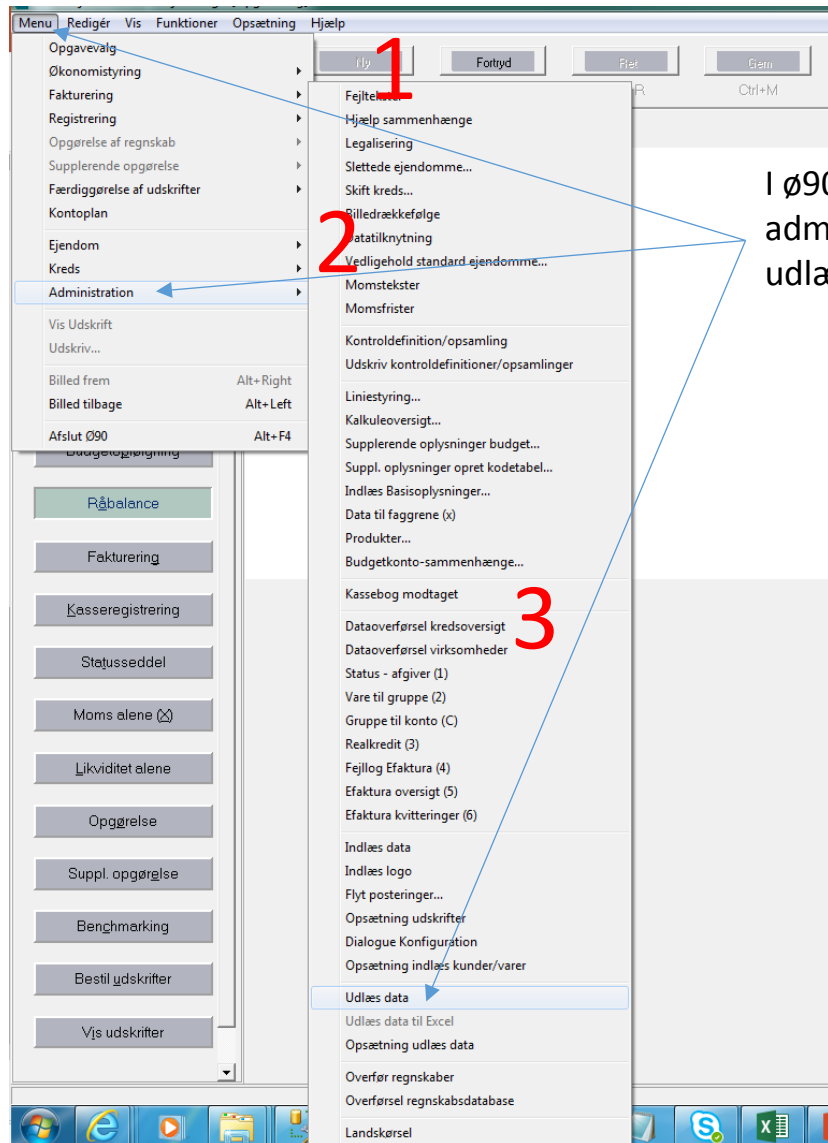 Menu Redigér Vis Funktioner Opsætning Hjælp
Opgavevalg
Økonomistyring
Fakturering
Registrering
Opgørelse af regnskab
Supplerende opgørelse
Færdiggørelse af udskrifter
Kontoplan
Ejendom
Kreds
Administration
Vis Udskrift
Udskriv...
Billed frem Alt+Right
Billed tilbage Alt+Left
Afslut Ø90 Alt+F4
Ny Fortryd Ret Gem
R Ctrl+M
1
2
3
Fejltekster
Hjælp sammenhænge
Legalisering
Slettede ejendomme...
Skift kreds...
Billedrækkefølge
Datatilknytning
Vedligehold standard ejendomme...
Momstekster
Momsfrister
Kontroldefinition/opsamling
Udskriv kontroldefinitioner/opsamlinger
Liniestyring...
Kalkuleoversigt...
Supplerende oplysninger budget...
Suppl. oplysninger opret kodetabel...
Indlæs Basisoplysninger...
Data til faggrene (x)
Produkter...
Budgetkonto-sammenhænge...
Kassebog modtaget
Dataoverførsel kredsoversigt
Dataoverførsel virksomheder
Status - afgiver (1)
Vare til gruppe (2)
Gruppe til konto (C)
Realkredit (3)
Fejllog Efaktura (4)
Efaktura oversigt (5)
Efaktura kvitteringer (6)
Indlæs data
Indlæs logo
Flyt posteringer...
Opsætning udskrifter
Dialogue Konfiguration
Opsætning indlæs kunder/varer
Udlæs data
Udlæs data til Excel
Opsætning udlæs data
Overfør regnskaber
Overførsel regnskabsdatabase
Landskørsel
Budgetopfølgning
Råbalance
Fakturering
Kasseregistrering
Statusseddel
Moms alene (X)
Likviditet alene
Opgørelse
Suppl. opgørelse
Benchmarking
Bestil udskrifter
Vis udskrifter
I ø90
adm
udlæ